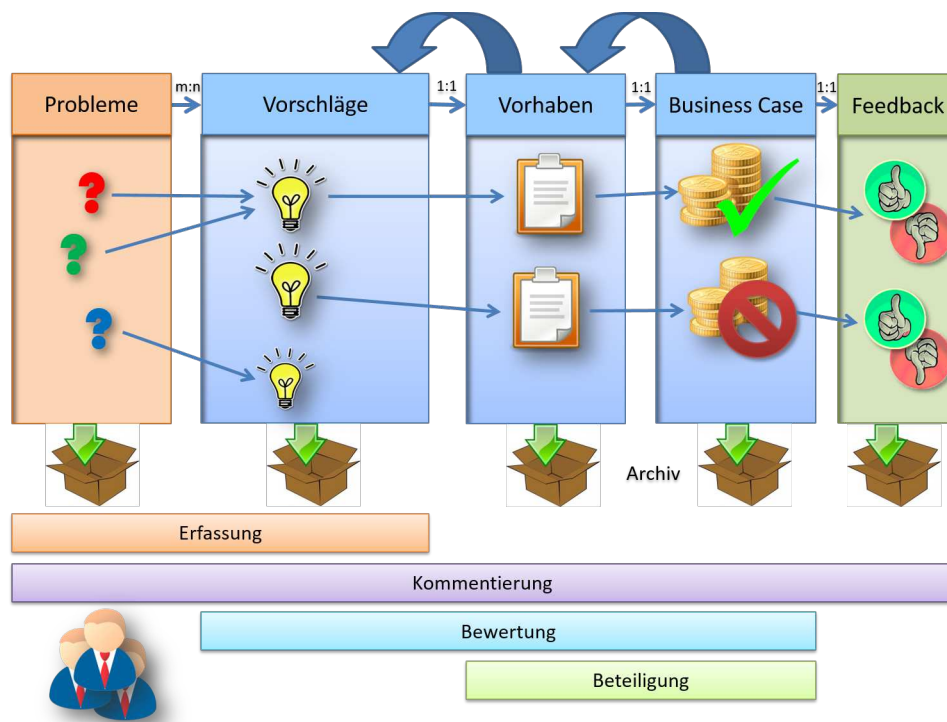 Probleme
m:n
Vorschläge
1:1
Vorhaben
1:1
Business Case
1:1
Feedback
Archiv
Erfassung
Kommentierung
Bewertung
Beteiligung